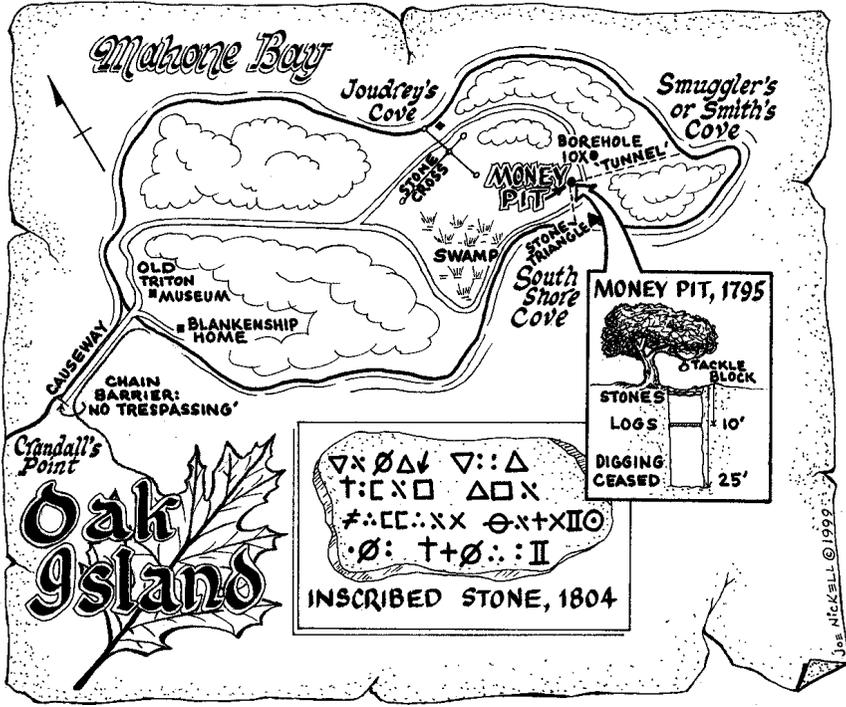 Mahone Bay
Joudrey's
Cove
Smuggler's
or Smith's
Cove
BOREHOLE
10X
'TUNNEL'
STONE
CROSS
MONEY
PIT
SWAMP
STONE
TRIANGLE
South
Shore
Cove
OLD
TRITON
MUSEUM
BLANKENSHIP
HOME
CAUSEWAY
CHAIN
BARRIER:
'NO TRESPASSING'
Crandall's
Point
MONEY PIT, 1795
TACKLE
BLOCK
STONES
LOGS
10'
DIGGING
CEASED
25'
Oak
Island
INSCRIBED STONE, 1804
JOE NICKELL ©1999